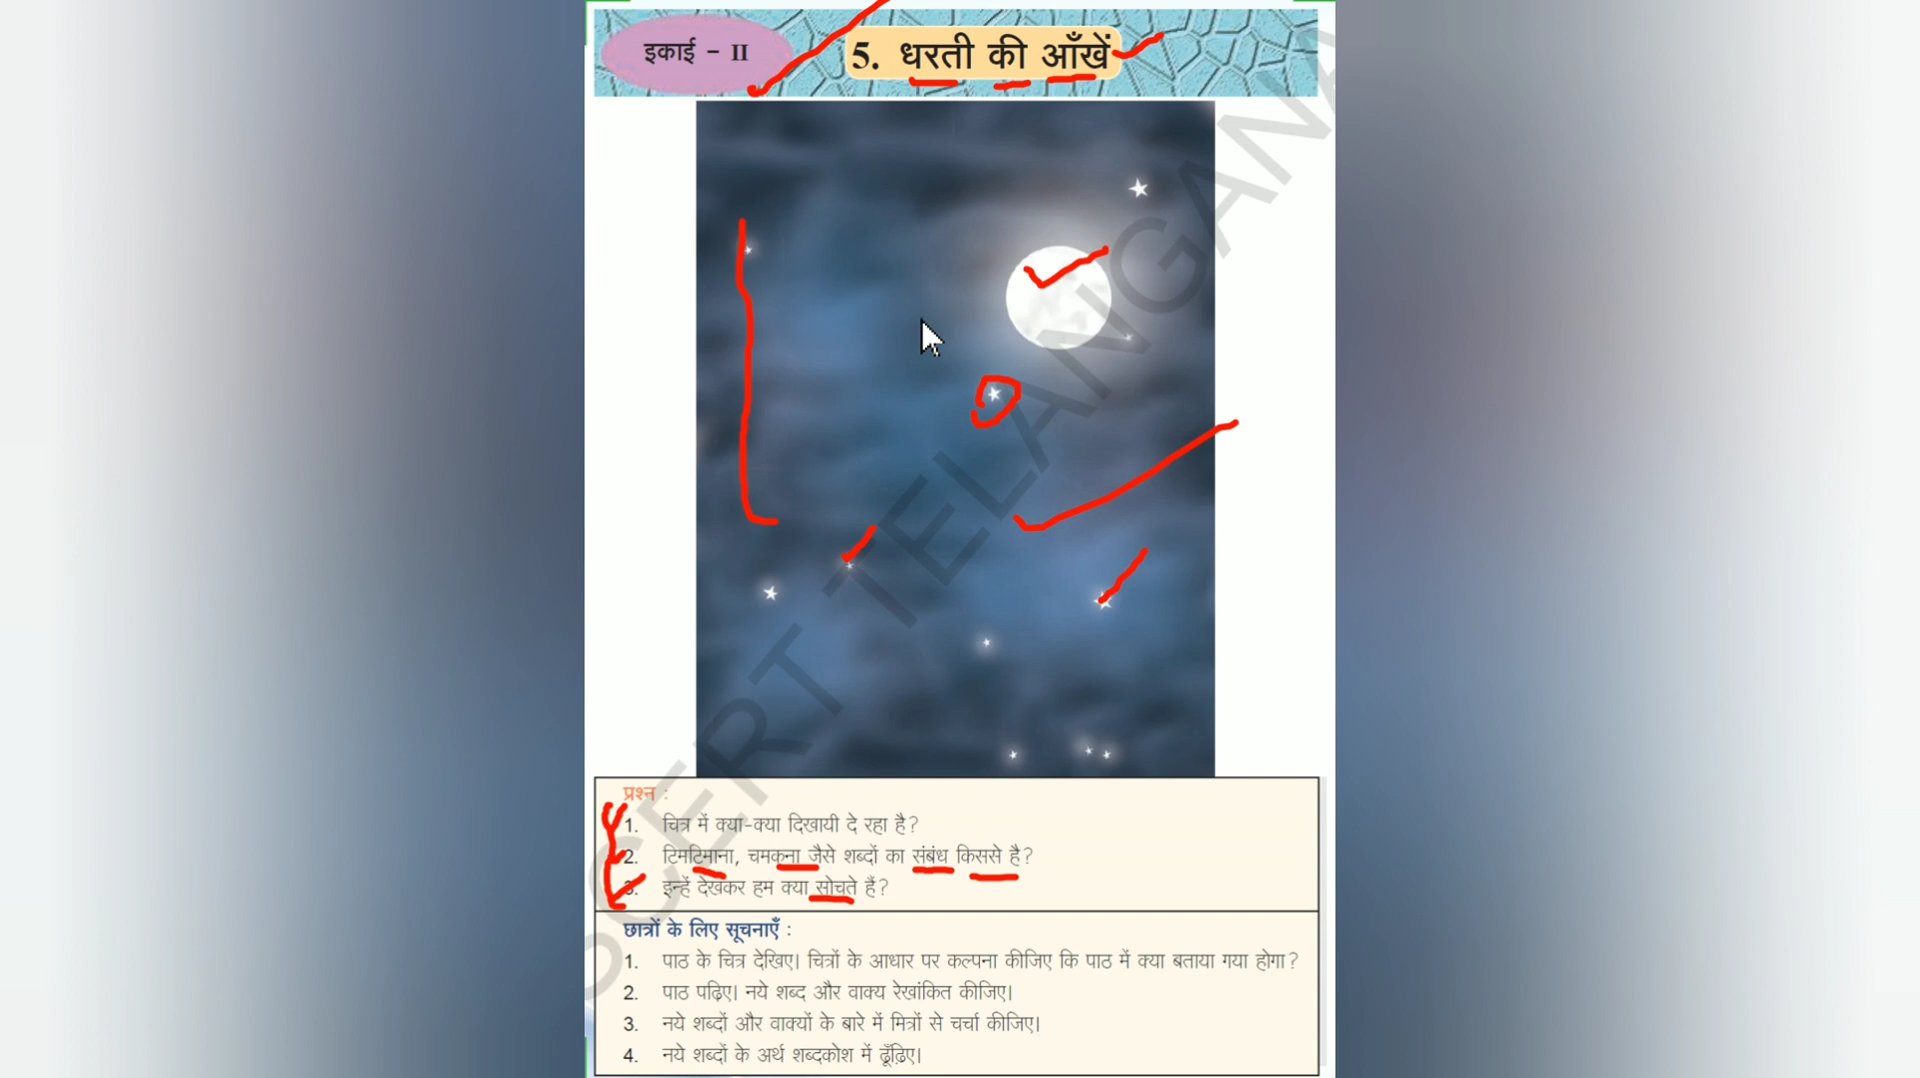 इकाई - II
5. धरती की आँखें
SCERT TELANGANA
प्रश्न :
1. चित्र में क्या-क्या दिखायी दे रहा है?
2. टिमटिमाना, चमकना जैसे शब्दों का संबंध किससे है?
3. इन्हें देखकर हम क्या सोचते हैं?
छात्रों के लिए सूचनाएँ :
1. पाठ के चित्र देखिए। चित्रों के आधार पर कल्पना कीजिए कि पाठ में क्या बताया गया होगा?
2. पाठ पढ़िए। नये शब्द और वाक्य रेखांकित कीजिए।
3. नये शब्दों और वाक्यों के बारे में मित्रों से चर्चा कीजिए।
4. नये शब्दों के अर्थ शब्दकोश में ढूँढ़िए।